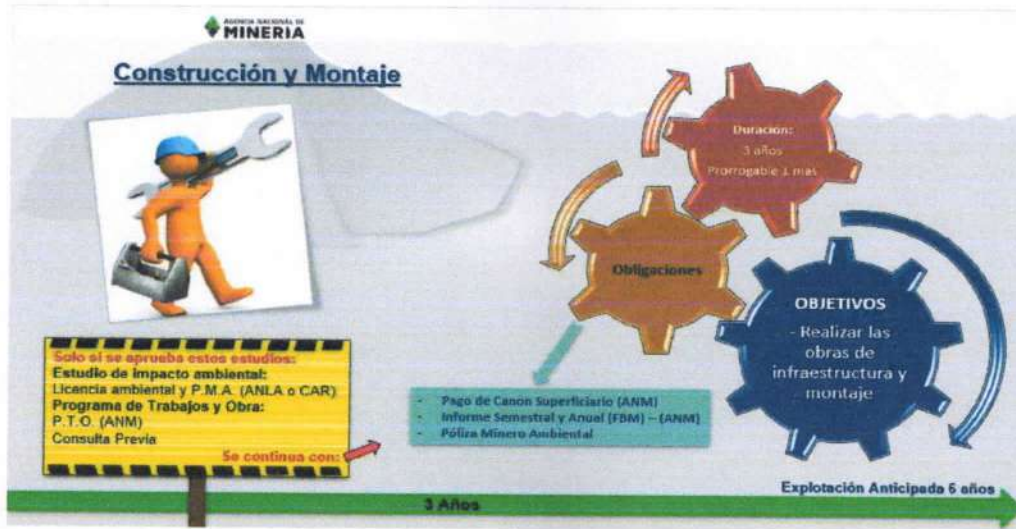 AGENCIA NACIONAL DE
MINERÍA
Construcción y Montaje
Duración:
3 años
Prorrogable 1 mas
Obligaciones
OBJETIVOS
- Realizar las
obras de
infraestructura y
montaje
Solo si se aprueba estos estudios:
Estudio de impacto ambiental:
Licencia ambiental y P.M.A. (ANLA o CAR)
Programa de Trabajos y Obra:
P.T.O. (ANM)
Consulta Previa
Se continua con:
- Pago de Canon Superficiario (ANM)
- Informe Semestral y Anual (FBM) – (ANM)
- Póliza Minero Ambiental
Explotación Anticipada 6 años
3 Años